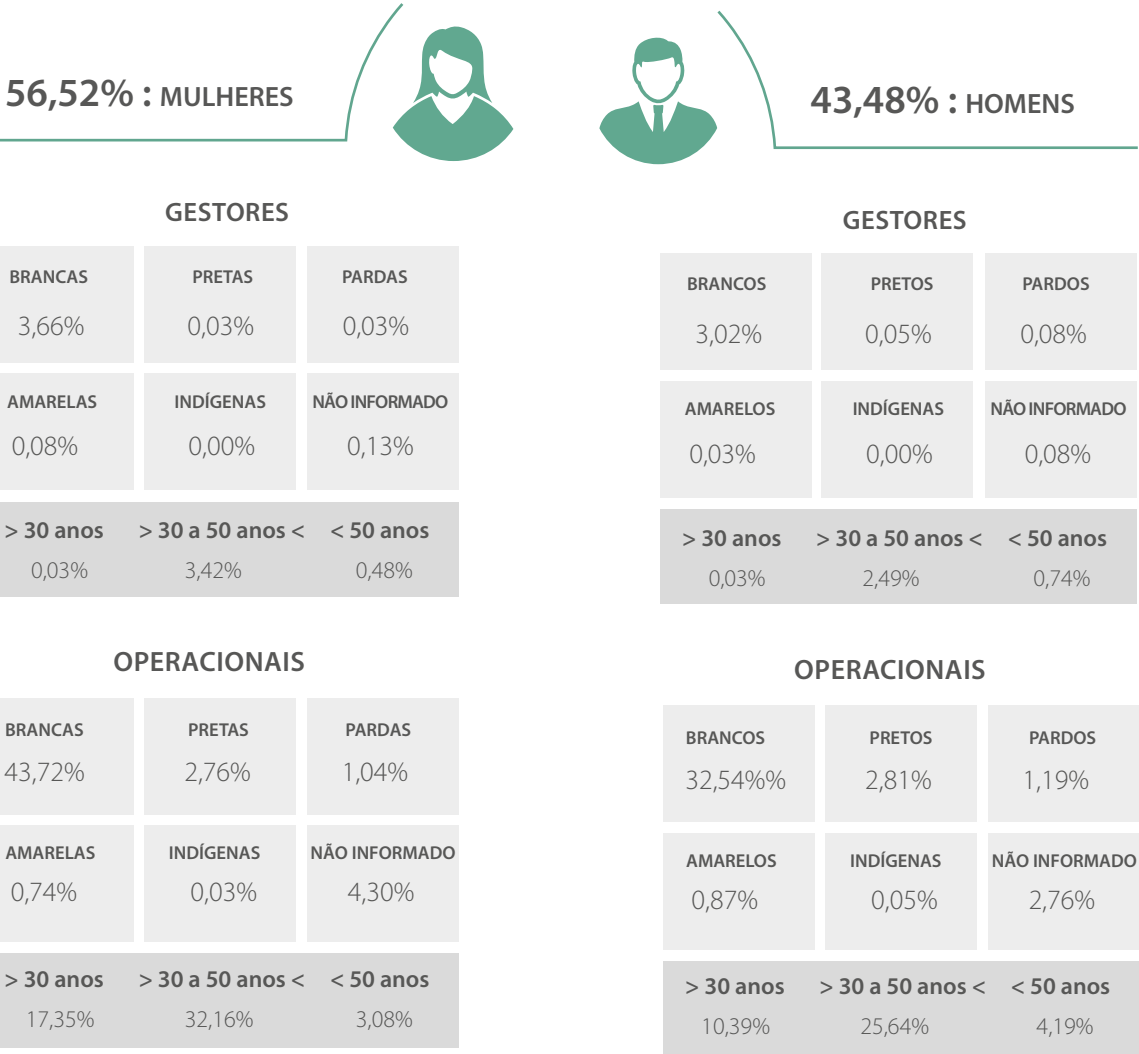 56,52% : MULHERES
GESTORES
BRANCAS PRETAS PARDAS
3,66% 0,03% 0,03%
AMARELAS INDÍGENAS NÃO INFORMADO
0,08% 0,00% 0,13%
> 30 anos > 30 a 50 anos < < 50 anos
0,03% 3,42% 0,48%
OPERACIONAIS
BRANCAS PRETAS PARDAS
43,72% 2,76% 1,04%
AMARELAS INDÍGENAS NÃO INFORMADO
0,74% 0,03% 4,30%
> 30 anos > 30 a 50 anos < < 50 anos
17,35% 32,16% 3,08%
43,48% : HOMENS
GESTORES
BRANCOS PRETOS PARDOS
3,02% 0,05% 0,08%
AMARELOS INDÍGENAS NÃO INFORMADO
0,03% 0,00% 0,08%
> 30 anos > 30 a 50 anos < < 50 anos
0,03% 2,49% 0,74%
OPERACIONAIS
BRANCOS PRETOS PARDOS
32,54%% 2,81% 1,19%
AMARELOS INDÍGENAS NÃO INFORMADO
0,87% 0,05% 2,76%
> 30 anos > 30 a 50 anos < < 50 anos
10,39% 25,64% 4,19%